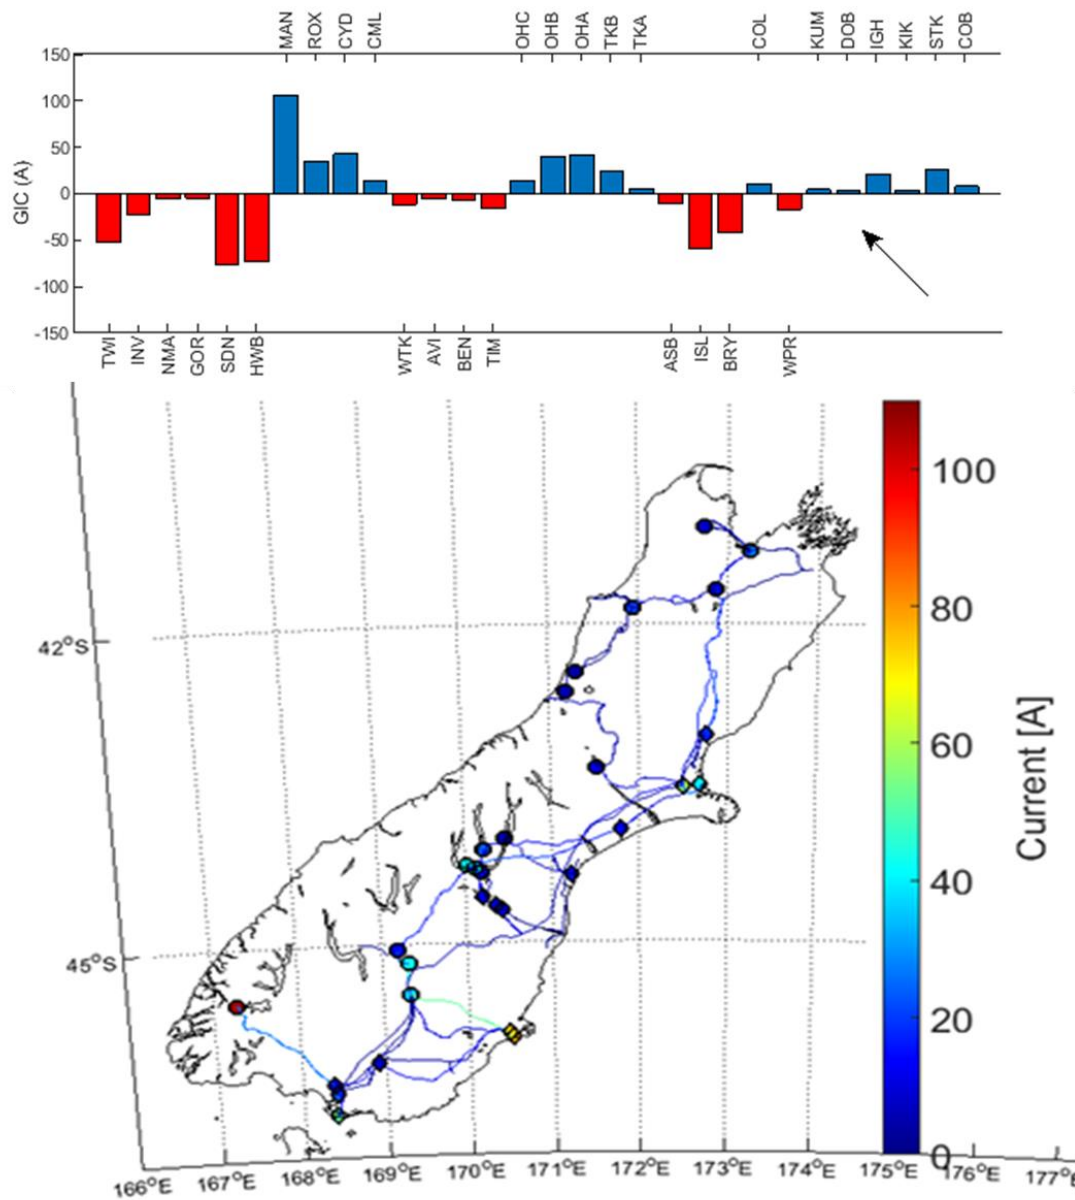 MAN ROX CYD CML OHC OHB OHA TKB TKA COL KUM DOB IGH KIK STK COB
150
100
50
0
-50
-100
-150
GIC (A)
TWI INV NMA GOR SDN HWB WTK AVI BEN TIM ASB ISL BRY WPR
100
80
60
40
20
0
Current [A]
42°S
45°S
166°E 167°E 168°E 169°E 170°E 171°E 172°E 173°E 174°E 175°E 176°E 177°E